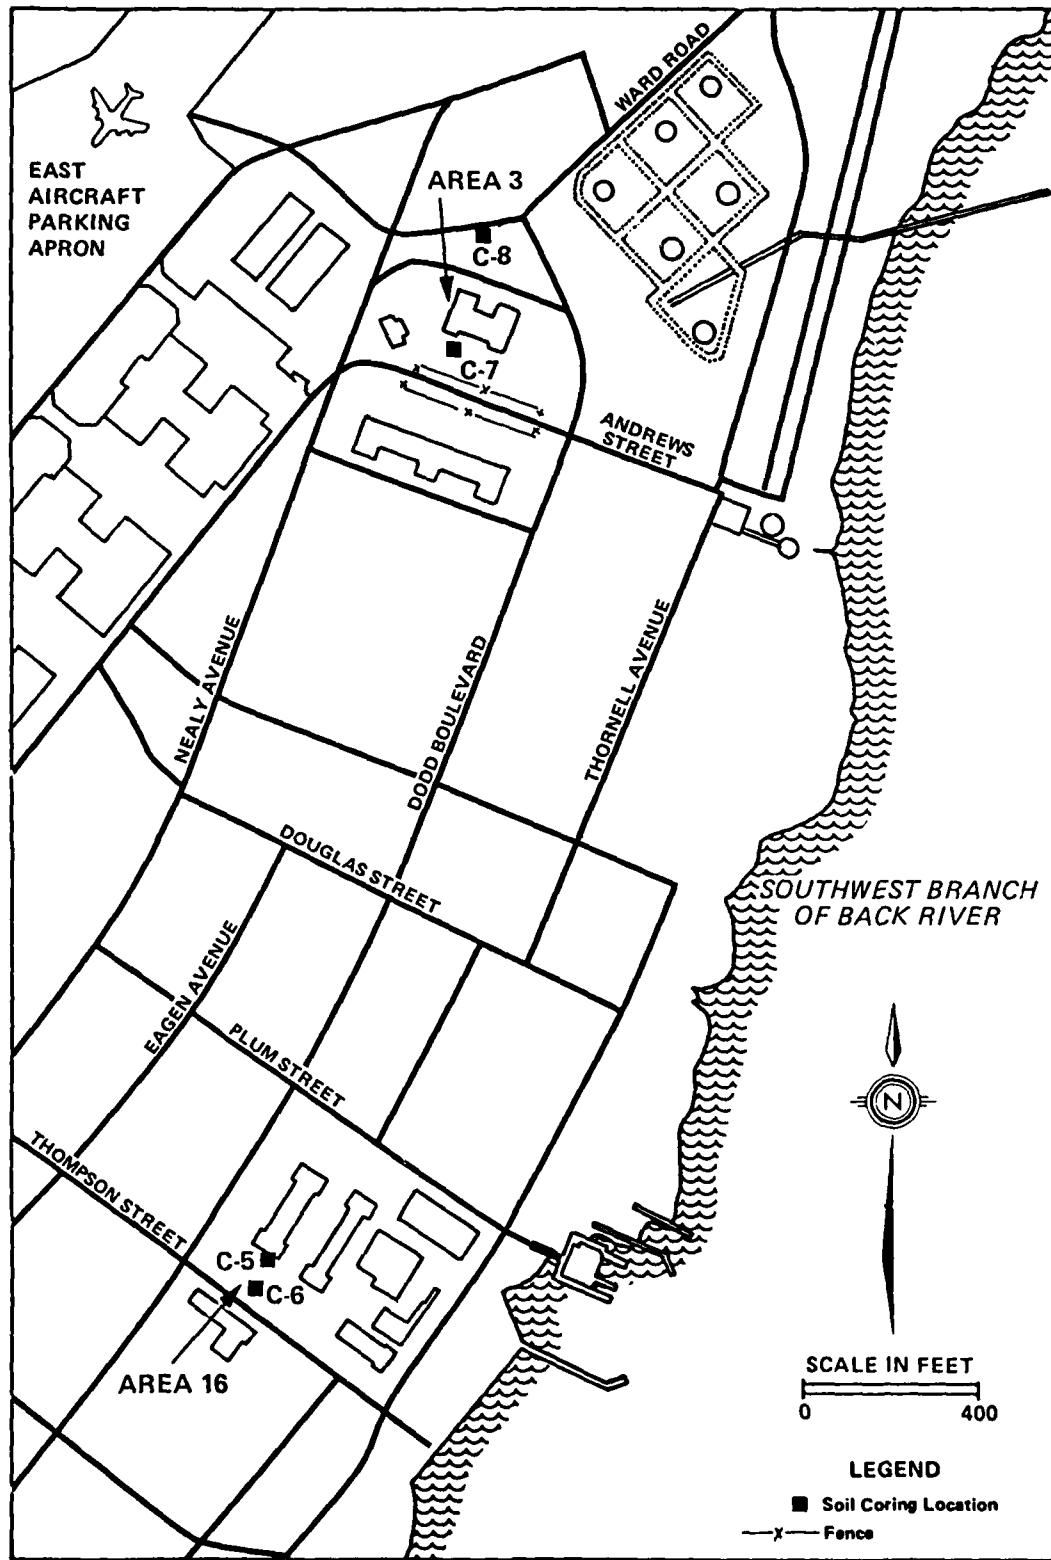 WARD ROAD
EAST
AIRCRAFT
PARKING
APRON
AREA 3
C-8
C-7
ANDREWS
STREET
NEALY AVENUE
DODD BOULEVARD
THORNELL AVENUE
DOUGLAS STREET
SOUTHWEST BRANCH
OF BACK RIVER
EAGEN AVENUE
PLUM STREET
N
THOMPSON STREET
C-5
C-6
AREA 16
SCALE IN FEET
0 400
LEGEND
■ Soil Coring Location
—x— Fence